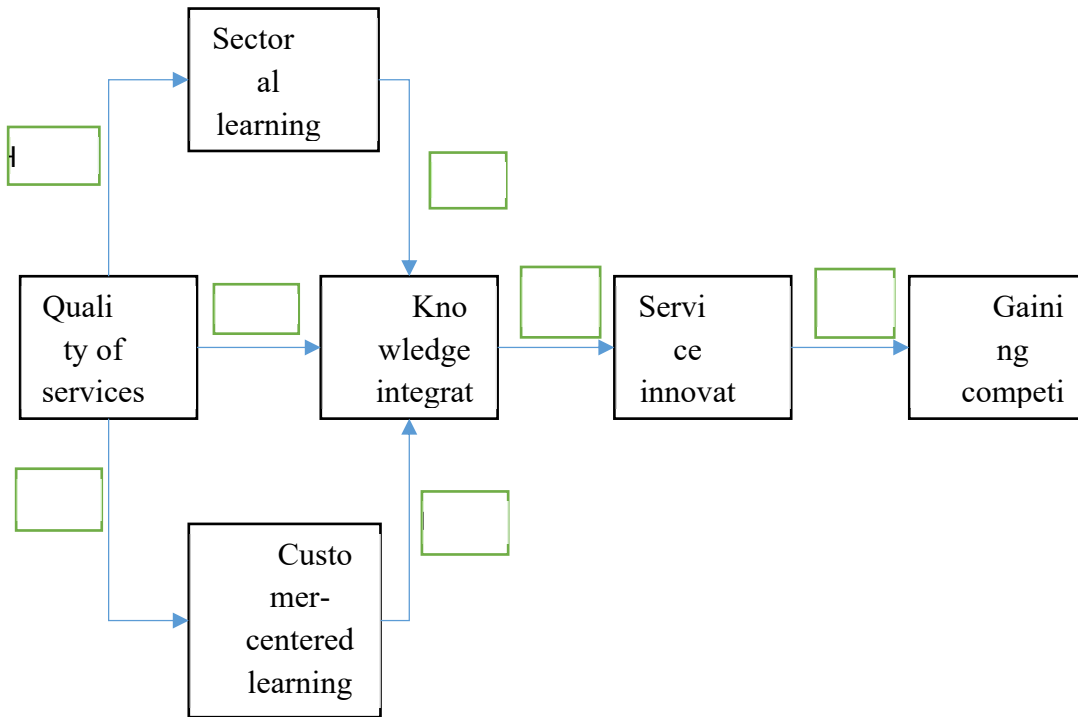 Sector
al
learning
Quali
ty of
services
Kno
wledge
integrat
Servi
ce
innovat
Gaini
ng
competi
Custo
mer-
centered
learning